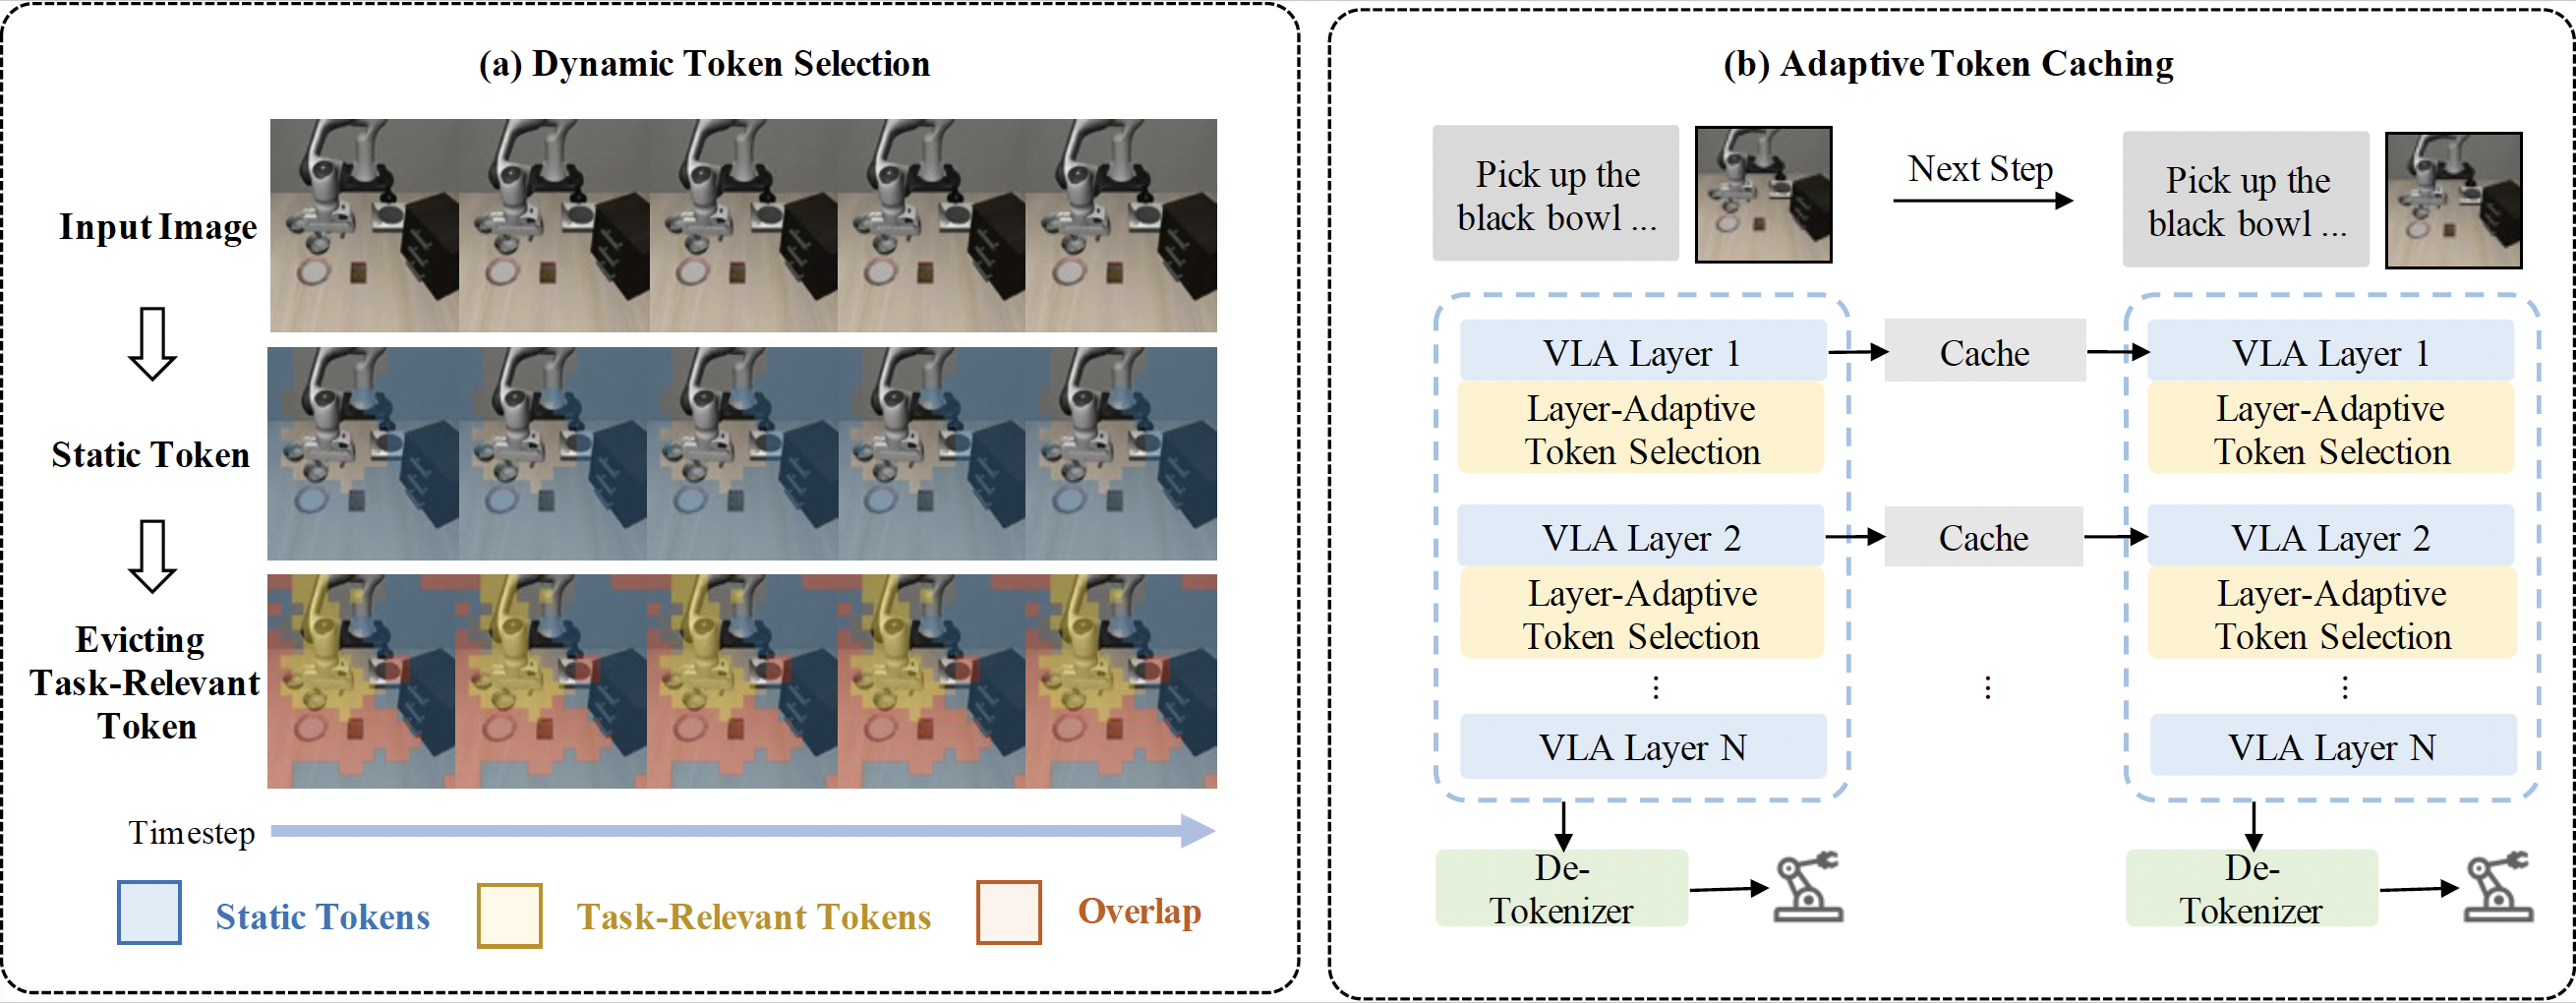 (a) Dynamic Token Selection
Input Image
Static Token
Evicting
Task-Relevant
Token
Timestep
Static Tokens
Task-Relevant Tokens
Overlap
(b) Adaptive Token Caching
Pick up the
black bowl ...
Next Step
Pick up the
black bowl ...
VLA Layer 1
Cache
VLA Layer 1
Layer-Adaptive
Token Selection
Layer-Adaptive
Token Selection
VLA Layer 2
Cache
VLA Layer 2
Layer-Adaptive
Token Selection
Layer-Adaptive
Token Selection
⋮
⋮
⋮
VLA Layer N
VLA Layer N
De-
Tokenizer
De-
Tokenizer